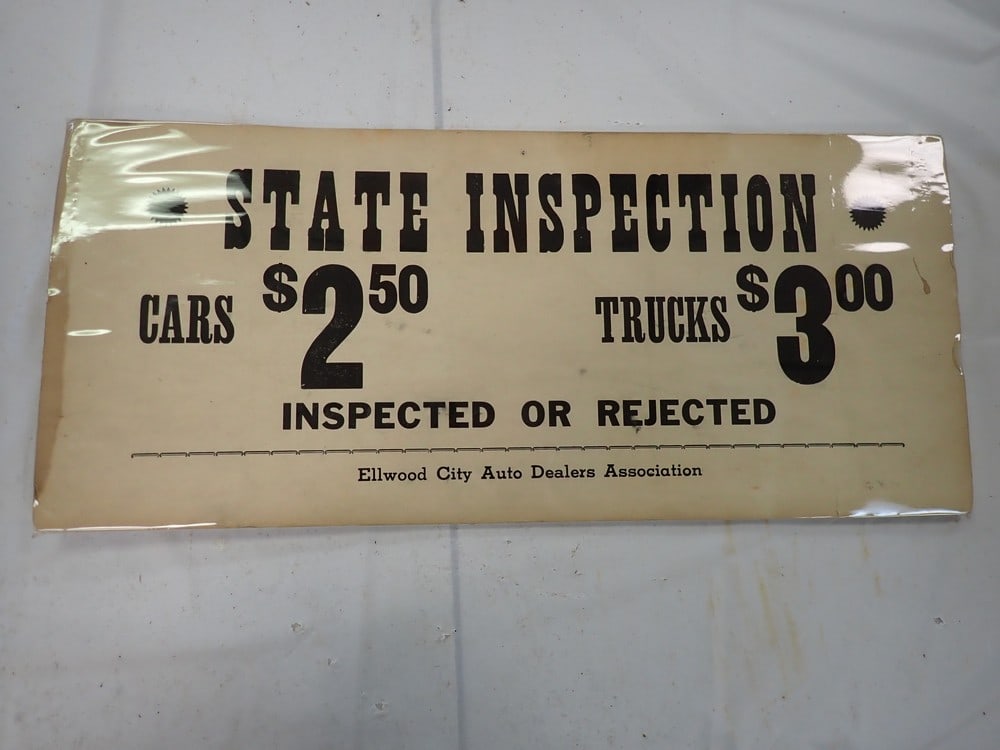 STATE INSPECTION
CARS $2.50 TRUCKS $3.00
INSPECTED OR REJECTED
Ellwood City Auto Dealers Association